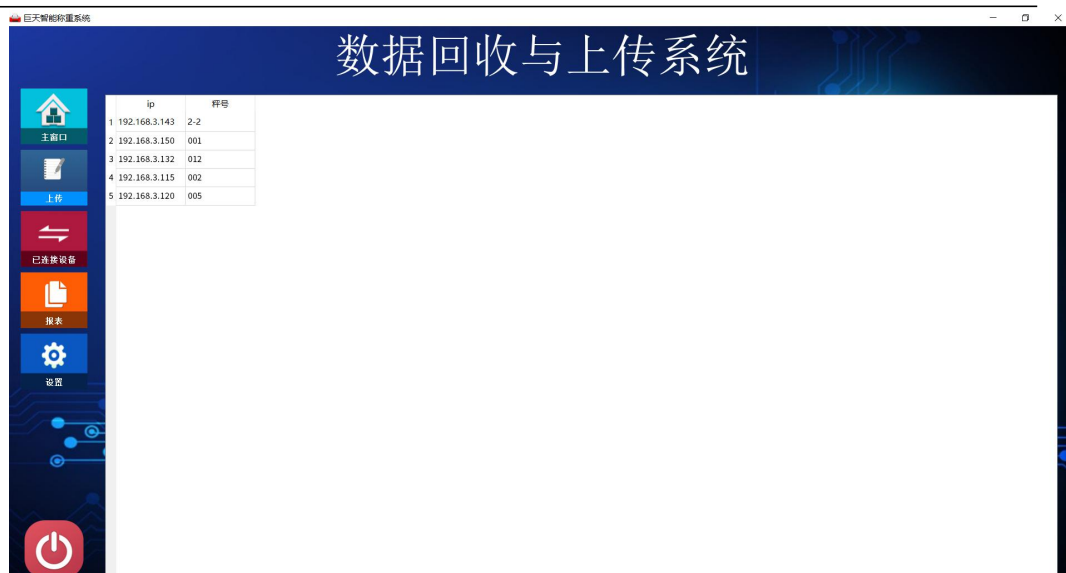 巨天智能称重系统
数据回收与上传系统
主窗口
上传
已连接设备
报表
设置
ip 秤号
1 192.168.3.143 2-2
2 192.168.3.150 001
3 192.168.3.132 012
4 192.168.3.115 002
5 192.168.3.120 005